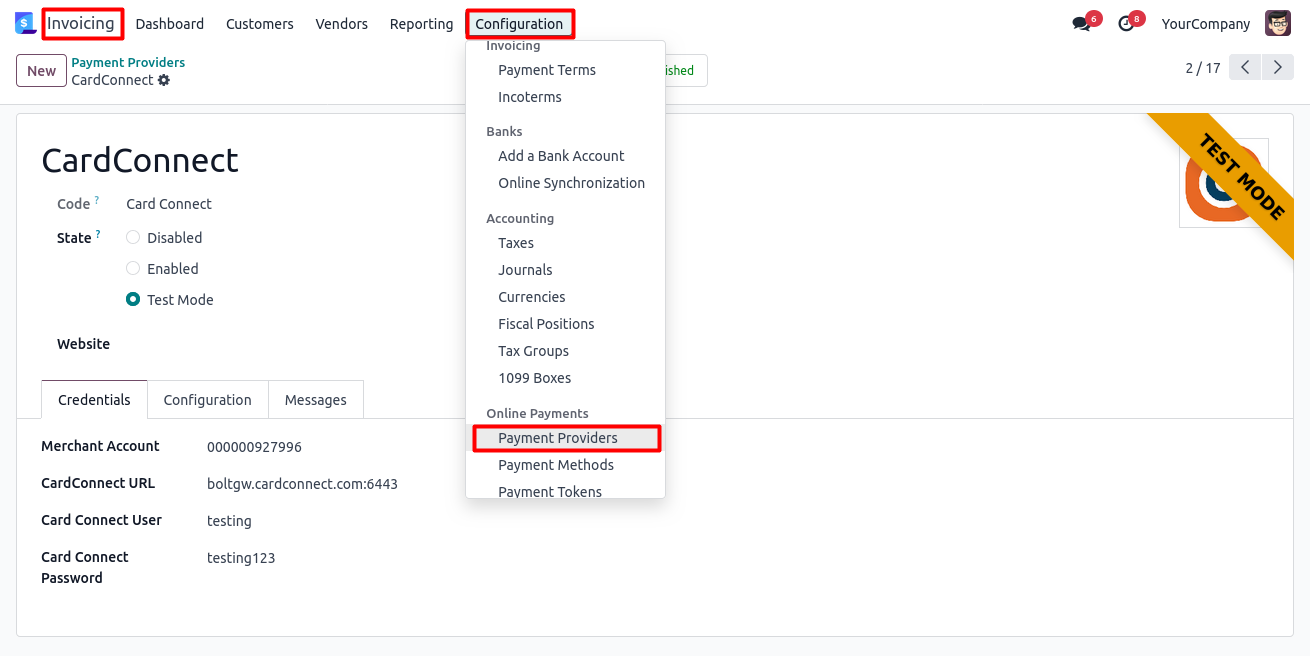 Invoicing Dashboard Customers Vendors Reporting Configuration 6 8 YourCompany
New Payment Providers
CardConnect
2 / 17
Invoicing
Payment Terms
Incoterms
Banks
Add a Bank Account
Online Synchronization
Accounting
Taxes
Journals
Currencies
Fiscal Positions
Tax Groups
1099 Boxes
Online Payments
Payment Providers
Payment Methods
Payment Tokens
CardConnect
TEST MODE
Code ? Card Connect
State ? Disabled
Enabled
Test Mode
Website
Credentials Configuration Messages
Merchant Account 000000927996
CardConnect URL boltgw.cardconnect.com:6443
Card Connect User testing
Card Connect Password testing123